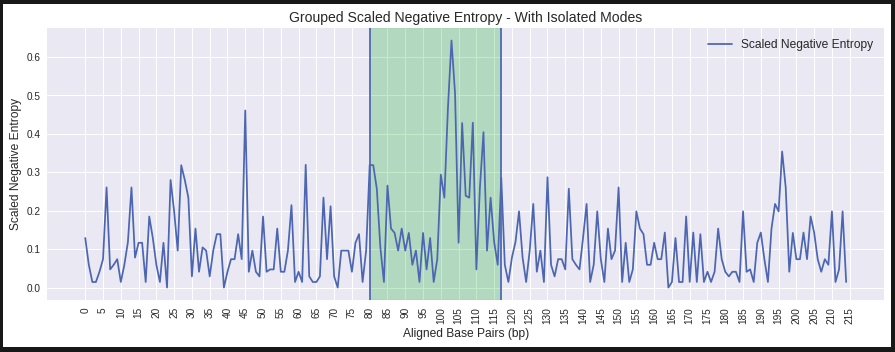 Grouped Scaled Negative Entropy - With Isolated Modes
Scaled Negative Entropy
Scaled Negative Entropy
0.6
0.5
0.4
0.3
0.2
0.1
0.0
0 5 10 15 20 25 30 35 40 45 50 55 60 65 70 75 80 85 90 95 100 105 110 115 120 125 130 135 140 145 150 155 160 165 170 175 180 185 190 195 200 205 210 215
Aligned Base Pairs (bp)